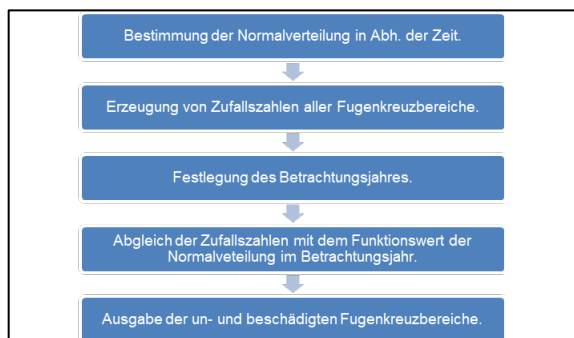 Bestimmung der Normalverteilung in Abh. der Zeit.
Erzeugung von Zufallszahlen aller Fugenkreuzbereiche.
Festlegung des Betrachtungsjahres.
Abgleich der Zufallszahlen mit dem Funktionswert der
Normalveteilung im Betrachtungsjahr.
Ausgabe der un- und beschädigten Fugenkreuzbereiche.